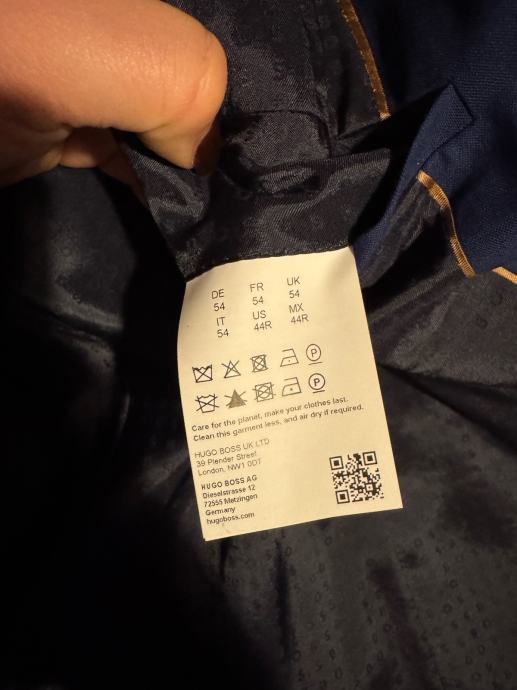 DE FR UK
54 54 54
IT US MX
54 44R 44R
P
P
Care for the planet, make your clothes last.
Clean this garment less, and air dry if required.
HUGO BOSS UK LTD
39 Plender Street
London, NW1 0DT
HUGO BOSS AG
Dieselstrasse 12
72555 Metzingen
Germany
hugoboss.com